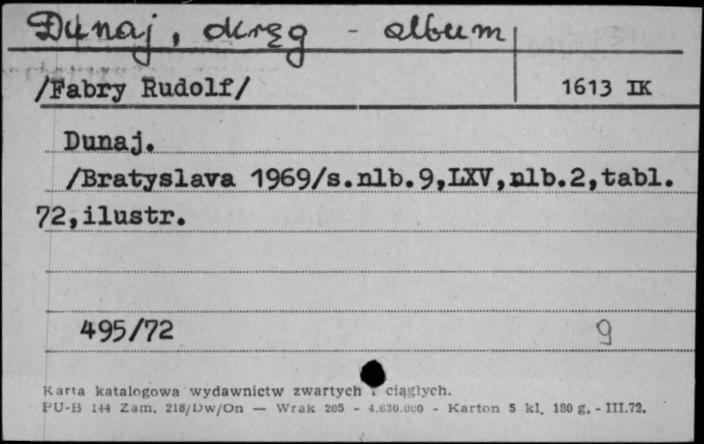 Dunaj, okręg - album
/Fabry Rudolf/ 1613 IK
Dunaj.
/Bratyslava 1969/s.nlb.9,LXV,nlb.2,tabl.
72,ilustr.
495/72 9
Karta katalogowa wydawnictw zwartych i ciągłych.
PU-B 144 Zam. 218/Dw/On — Wrak 205 - 4.630.000 - Karton 5 kl. 180 g. - III.72.